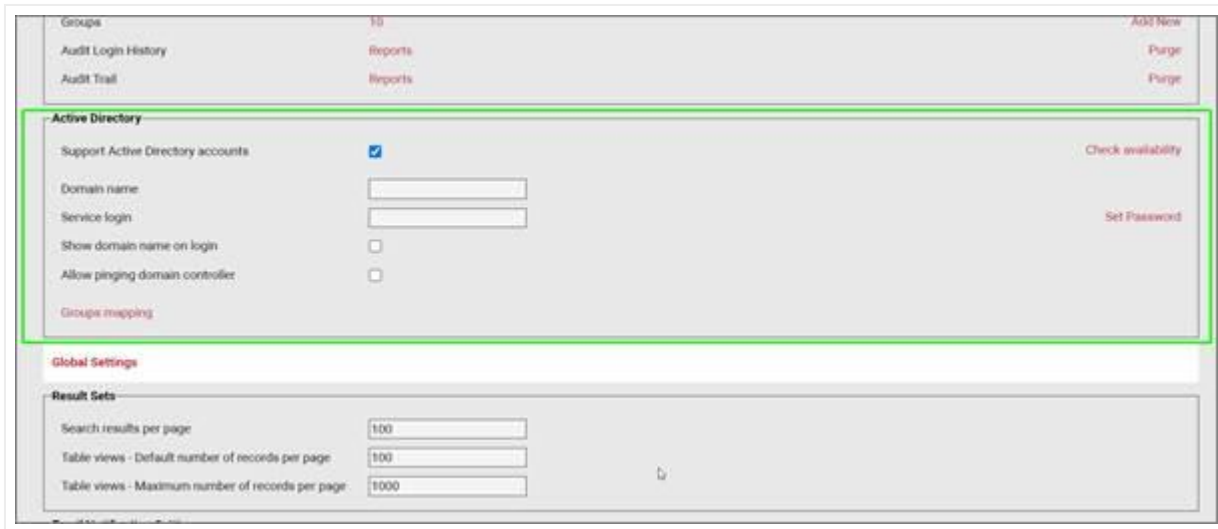 Groups 10 Add New
Audit Login History Reports Purge
Audit Trail Reports Purge
Active Directory
Support Active Directory accounts Check availability
Domain name
Service login Set Password
Show domain name on login
Allow pinging domain controller
Groups mapping
Global Settings
Result Sets
Search results per page 100
Table views - Default number of records per page 100
Table views - Maximum number of records per page 1000